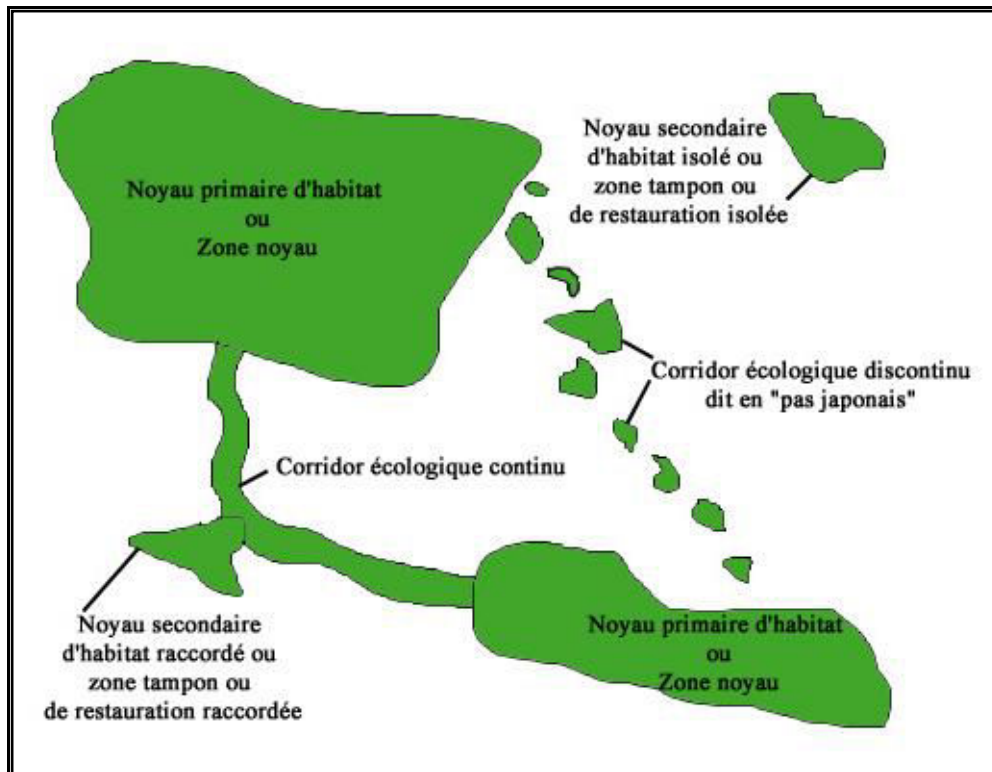 Noyau primaire d'habitat
ou
Zone noyau
Noyau secondaire
d'habitat isolé ou
zone tampon ou
de restauration isolée
Corridor écologique discontinu
dit en "pas japonais"
Corridor écologique continu
Noyau secondaire
d'habitat raccordé ou
zone tampon ou
de restauration raccordée
Noyau primaire d'habitat
ou
Zone noyau